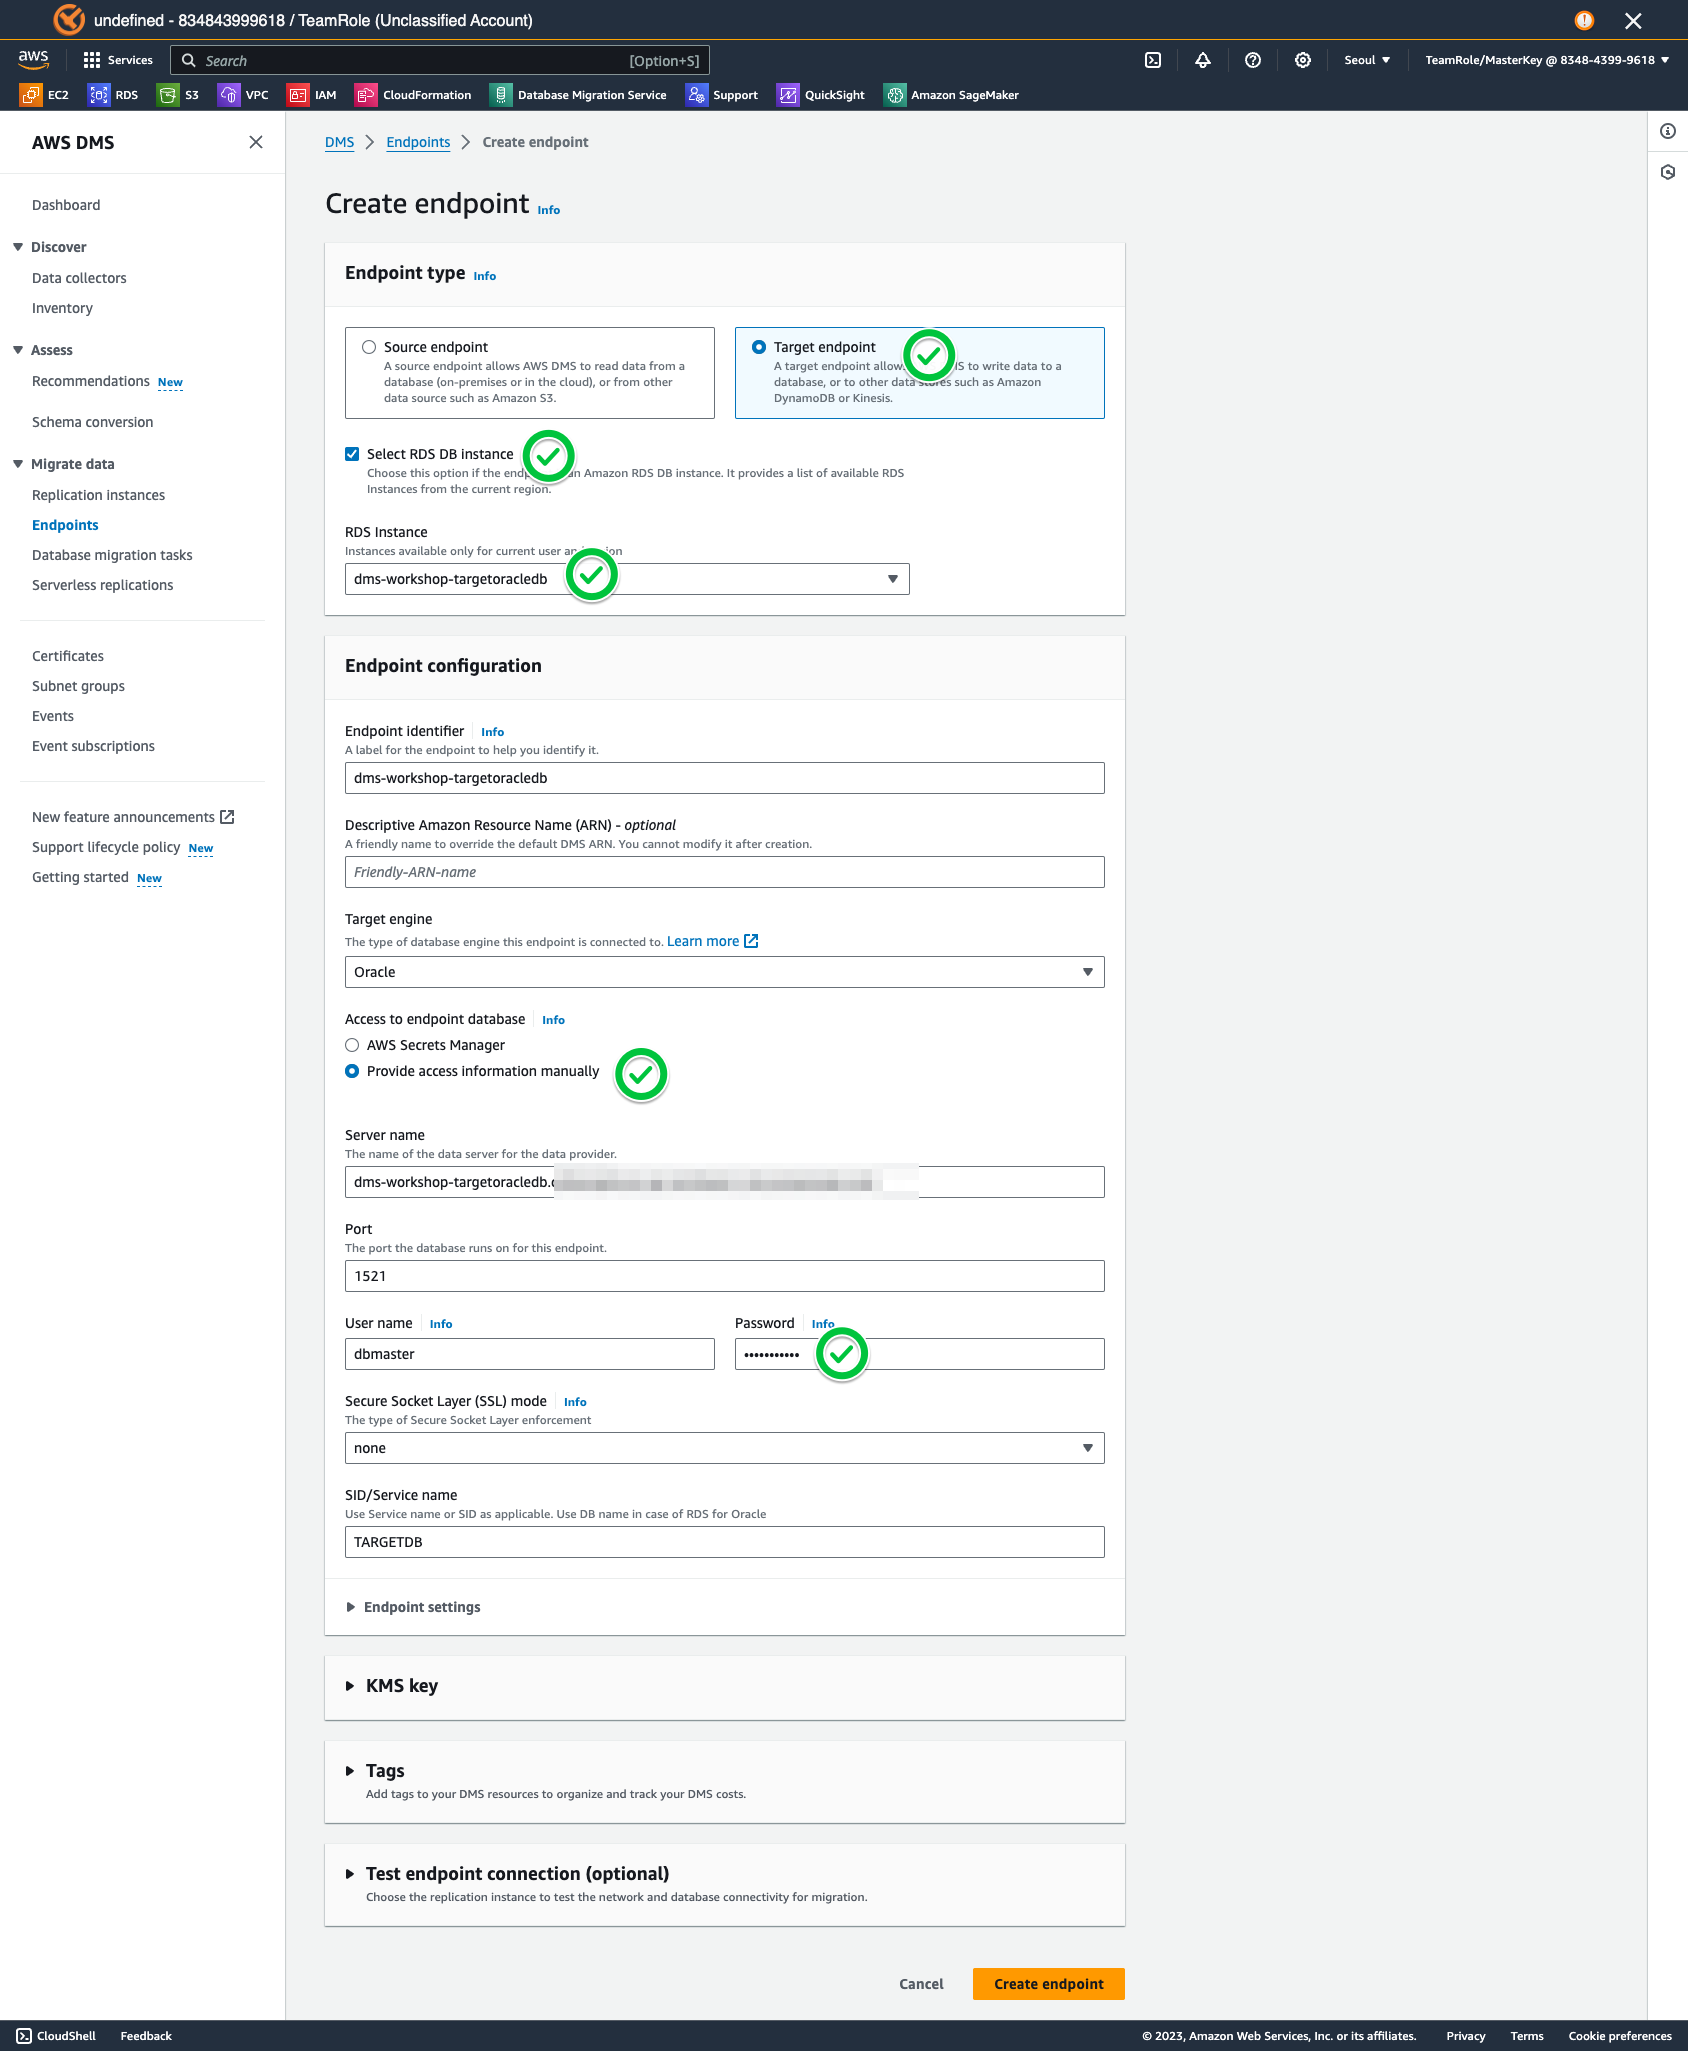 undefined - 834843999618 / TeamRole (Unclassified Account)
aws
Services
Search
[Option+S]
Seoul
TeamRole/MasterKey @ 8348-4399-9618
EC2
RDS
S3
VPC
IAM
CloudFormation
Database Migration Service
Support
QuickSight
Amazon SageMaker
AWS DMS
Dashboard
Discover
Data collectors
Inventory
Assess
Recommendations New
Schema conversion
Migrate data
Replication instances
Endpoints
Database migration tasks
Serverless replications
Certificates
Subnet groups
Events
Event subscriptions
New feature announcements
Support lifecycle policy New
Getting started New
DMS
Endpoints
Create endpoint
Create endpoint Info
Endpoint type Info
Source endpoint
A source endpoint allows AWS DMS to read data from a
database (on-premises or in the cloud), or from other
data source such as Amazon S3.
Target endpoint
A target endpoint to write data to a
database, or to other data stores such as Amazon
DynamoDB or Kinesis.
Select RDS DB instance
Choose this option if the an Amazon RDS DB instance. It provides a list of available RDS
Instances from the current region.
RDS Instance
Instances available only for current user
dms-workshop-targetoracledb
Endpoint configuration
Endpoint identifier Info
A label for the endpoint to help you identify it.
dms-workshop-targetoracledb
Descriptive Amazon Resource Name (ARN) - optional
A friendly name to override the default DMS ARN. You cannot modify it after creation.
Friendly-ARN-name
Target engine
The type of database engine this endpoint is connected to. Learn more
Oracle
Access to endpoint database Info
AWS Secrets Manager
Provide access information manually
Server name
The name of the data server for the data provider.
dms-workshop-targetoracledb.
Port
The port the database runs on for this endpoint.
1521
User name Info
dbmaster
Password Info
•••••••••••
Secure Socket Layer (SSL) mode Info
The type of Secure Socket Layer enforcement
none
SID/Service name
Use Service name or SID as applicable. Use DB name in case of RDS for Oracle
TARGETDB
Endpoint settings
KMS key
Tags
Add tags to your DMS resources to organize and track your DMS costs.
Test endpoint connection (optional)
Choose the replication instance to test the network and database connectivity for migration.
Cancel
Create endpoint
CloudShell
Feedback
© 2023, Amazon Web Services, Inc. or its affiliates.
Privacy
Terms
Cookie preferences